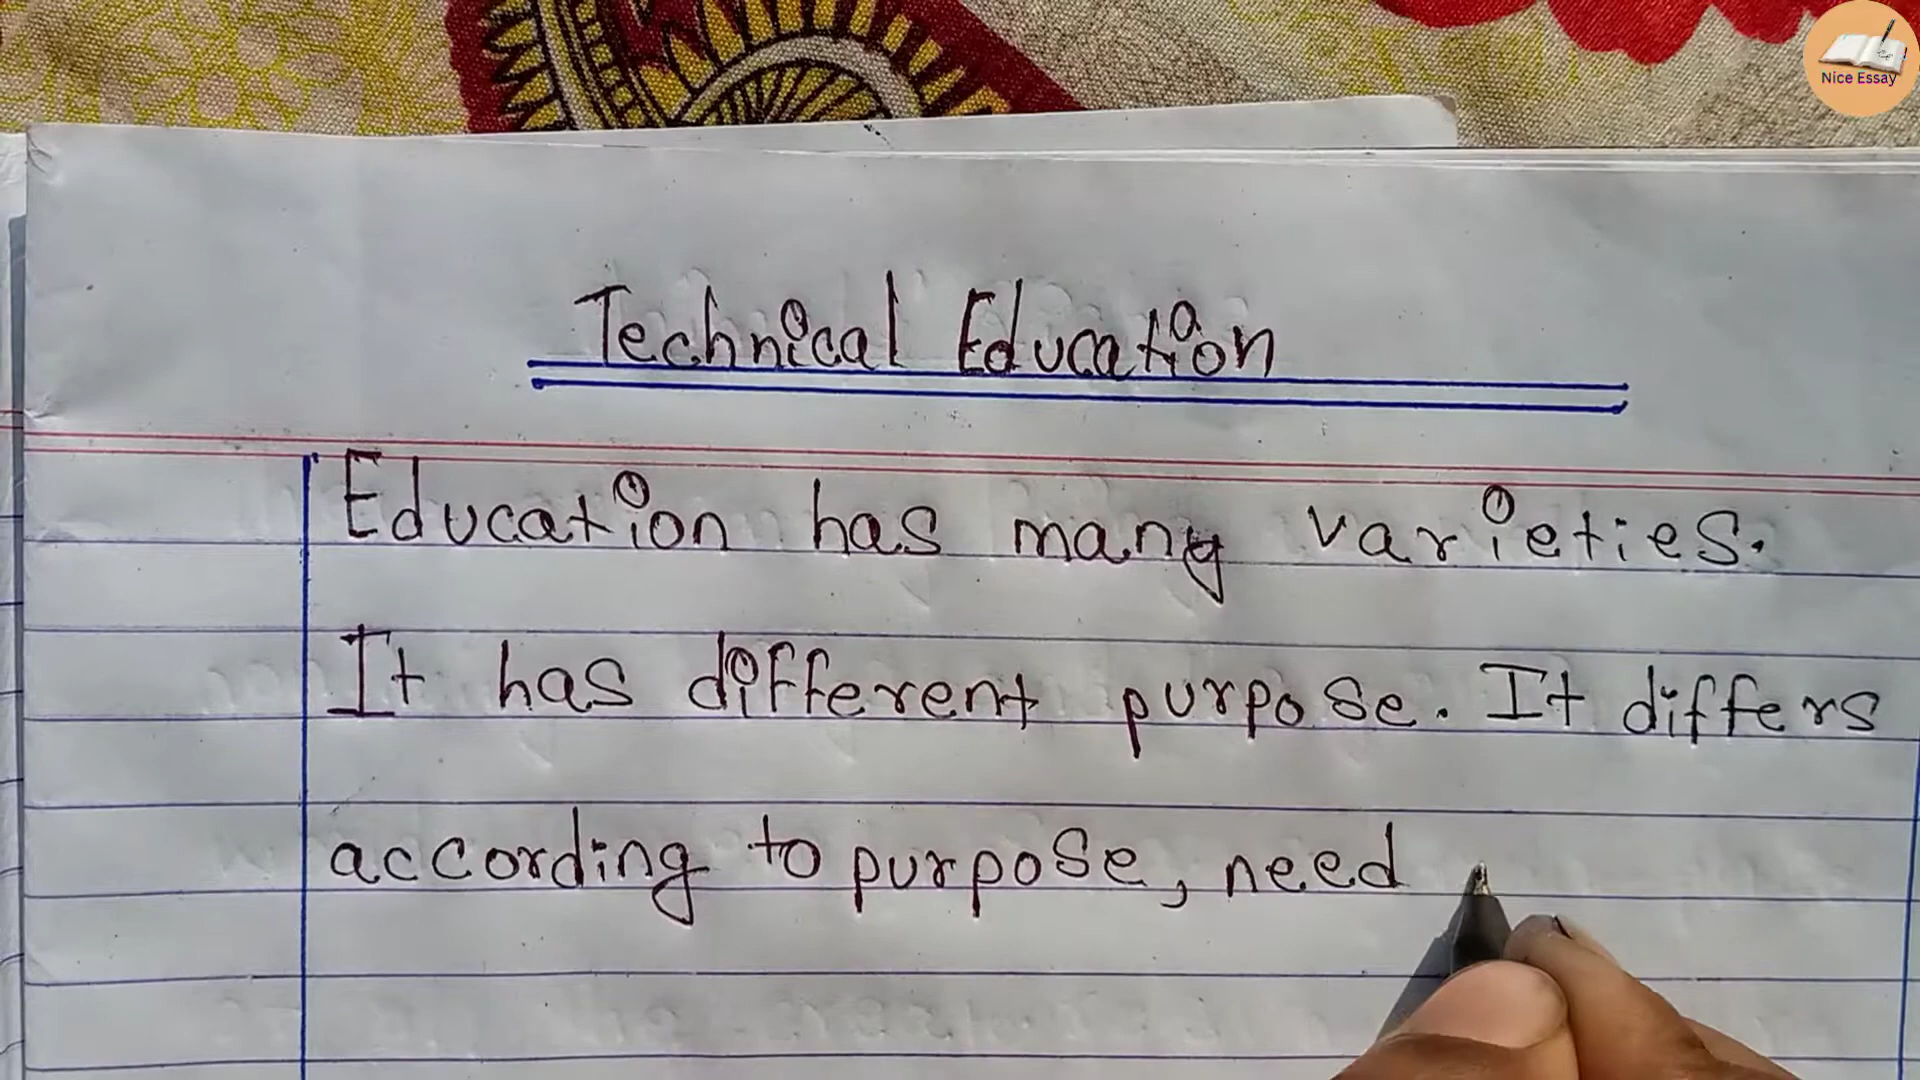 Nice Essay
Technical Education
Education has many varieties.
It has different purpose. It differs
according to purpose, need